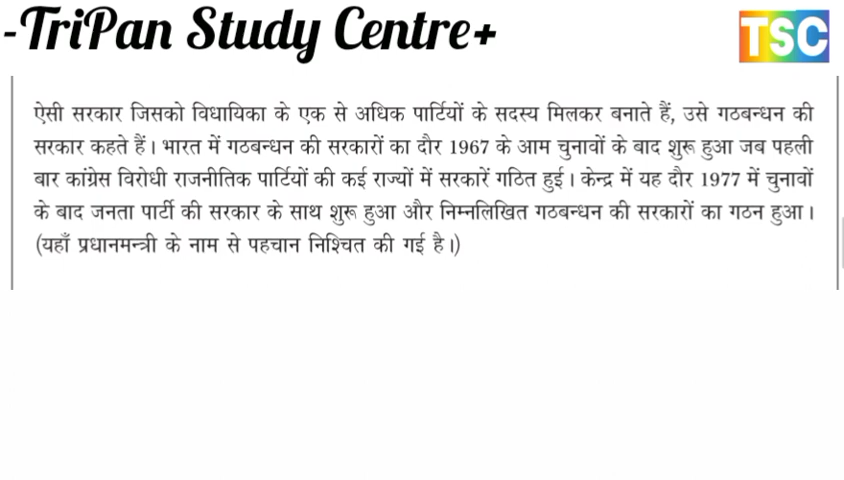 -TriPan Study Centre+
TSC
ऐसी सरकार जिसको विधायिका के एक से अधिक पार्टियों के सदस्य मिलकर बनाते हैं, उसे गठबन्धन की
सरकार कहते हैं। भारत में गठबन्धन की सरकारों का दौर 1967 के आम चुनावों के बाद शुरू हुआ जब पहली
बार कांग्रेस विरोधी राजनीतिक पार्टियों की कई राज्यों में सरकारें गठित हुई। केन्द्र में यह दौर 1977 में चुनावों
के बाद जनता पार्टी की सरकार के साथ शुरू हुआ और निम्नलिखित गठबन्धन की सरकारों का गठन हुआ।
(यहाँ प्रधानमन्त्री के नाम से पहचान निश्चित की गई है।)